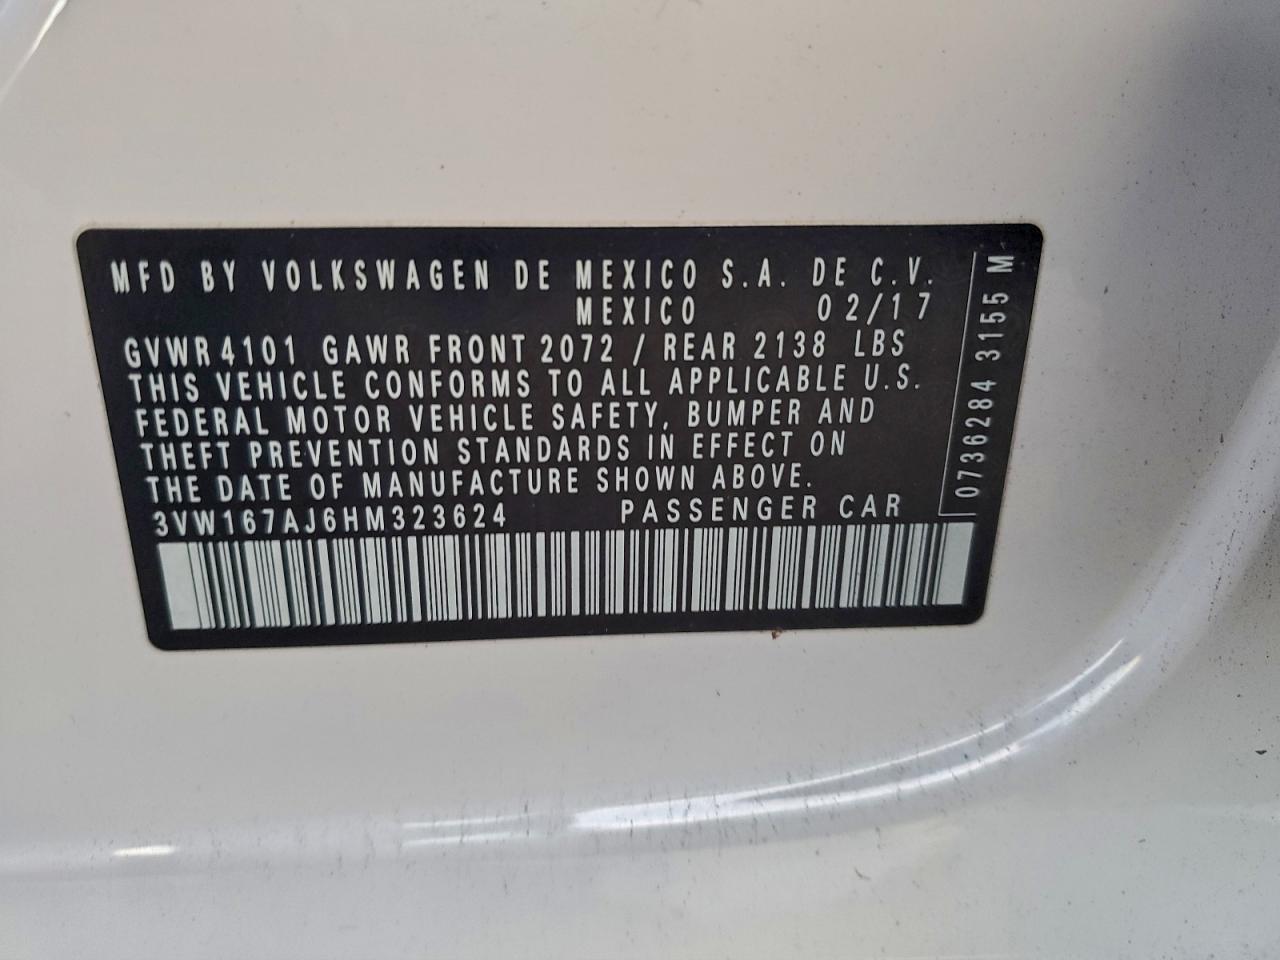 MFD BY VOLKSWAGEN DE MEXICO S.A. DE C.V.
MEXICO 02/17
GVWR 4101 GAWR FRONT 2072 / REAR 2138 LBS
THIS VEHICLE CONFORMS TO ALL APPLICABLE U.S.
FEDERAL MOTOR VEHICLE SAFETY, BUMPER AND
THEFT PREVENTION STANDARDS IN EFFECT ON
THE DATE OF MANUFACTURE SHOWN ABOVE.
3VW167AJ6HM323624 PASSENGER CAR
0736284 3155 M